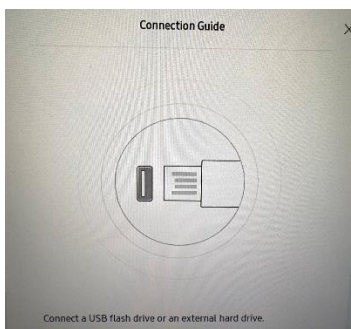 Connection Guide
Connect a USB flash drive or an external hard drive.